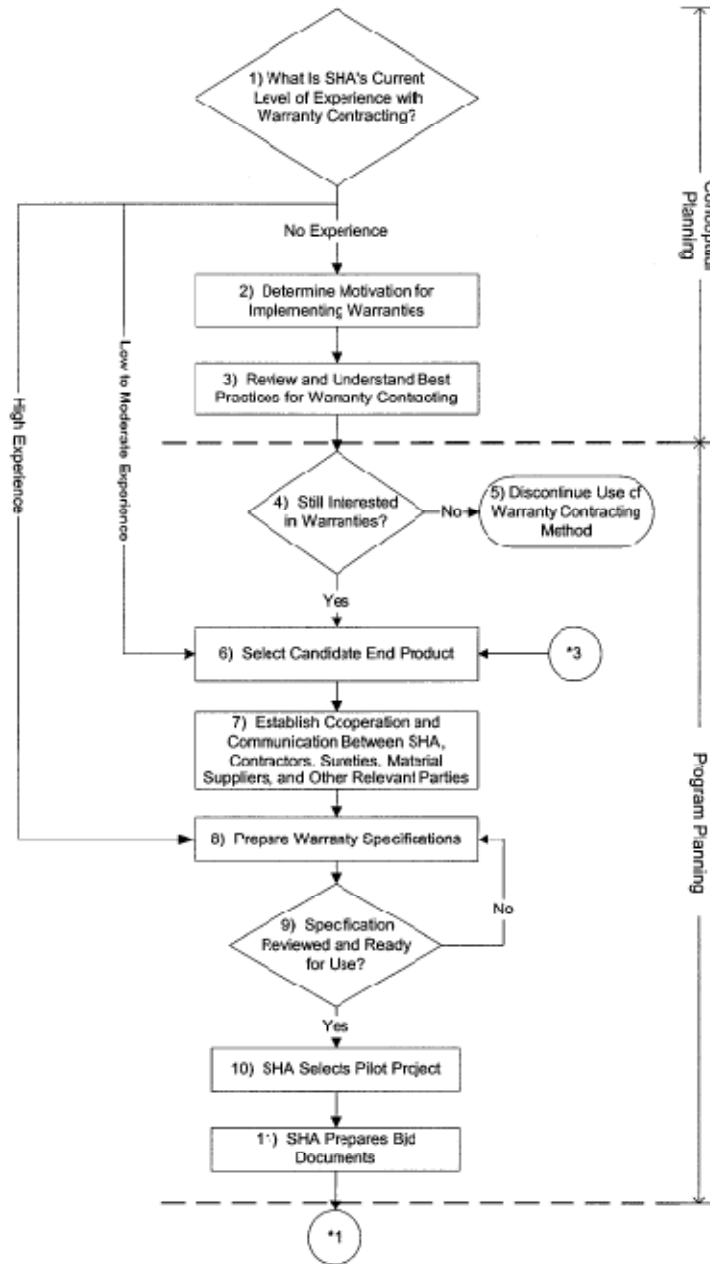 1) What Is SHA's Current
Level of Experience with
Warranty Contracting?
Conceptual
Planning
No Experience
2) Determine Motivation for
Implementing Warranties
Low to Moderate Experience
High Experience
3) Review and Understand Best
Practices for Warranty Contracting
4) Still Interested
in Warranties?
No
5) Discontinue Use of
Warranty Contracting
Method
Yes
6) Select Candidate End Product
*3
7) Establish Cooperation and
Communication Between SHA,
Contractors, Sureties, Material
Suppliers, and Other Relevant Parties
Program Planning
8) Prepare Warranty Specifications
No
9) Specification
Reviewed and Ready
for Use?
Yes
10) SHA Selects Pilot Project
11) SHA Prepares Bid
Documents
*1